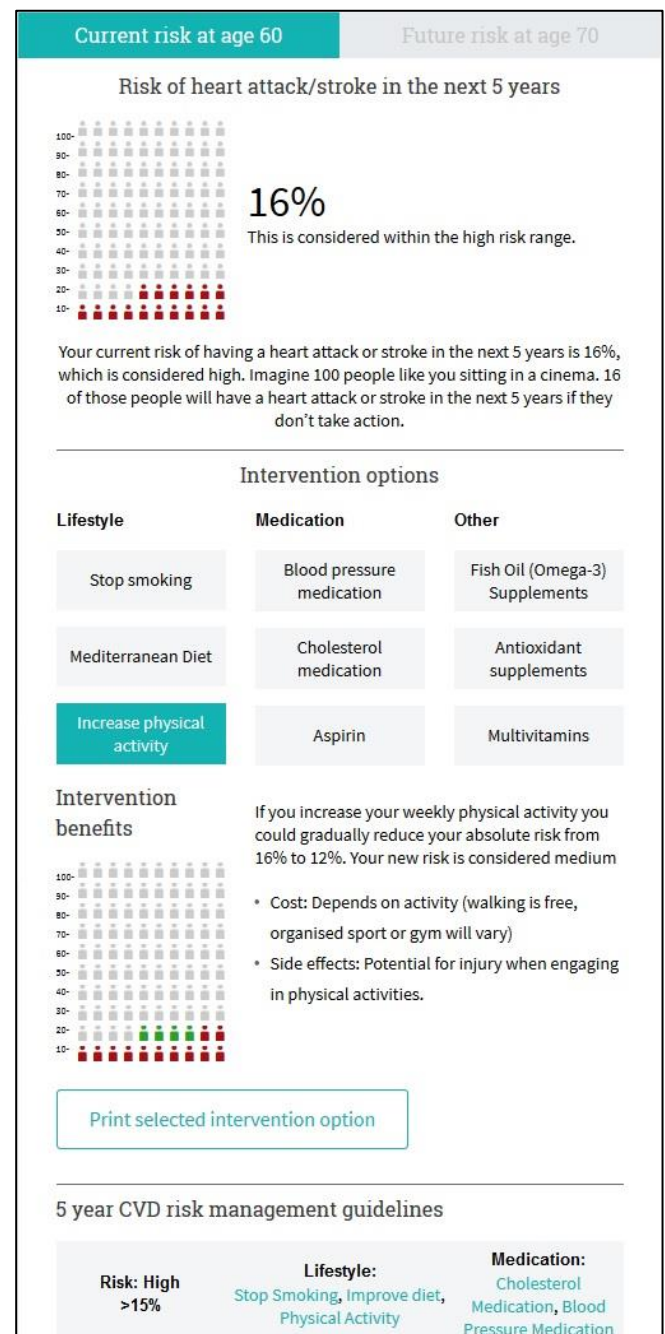 Current risk at age 60
Future risk at age 70
Risk of heart attack/stroke in the next 5 years
100-
90-
80-
70-
60-
50-
40-
30-
20-
10-
16%
This is considered within the high risk range.
Your current risk of having a heart attack or stroke in the next 5 years is 16%,
which is considered high. Imagine 100 people like you sitting in a cinema. 16
of those people will have a heart attack or stroke in the next 5 years if they
don't take action.
Intervention options
Lifestyle
Medication
Other
Stop smoking
Blood pressure
medication
Fish Oil (Omega-3)
Supplements
Mediterranean Diet
Cholesterol
medication
Antioxidant
supplements
Increase physical
activity
Aspirin
Multivitamins
Intervention
benefits
100-
90-
80-
70-
60-
50-
40-
30-
20-
10-
If you increase your weekly physical activity you
could gradually reduce your absolute risk from
16% to 12%. Your new risk is considered medium
• Cost: Depends on activity (walking is free,
organised sport or gym will vary)
• Side effects: Potential for injury when engaging
in physical activities.
Print selected intervention option
5 year CVD risk management guidelines
Risk: High
>15%
Lifestyle:
Stop Smoking, Improve diet,
Physical Activity
Medication:
Cholesterol
Medication, Blood
Pressure Medication